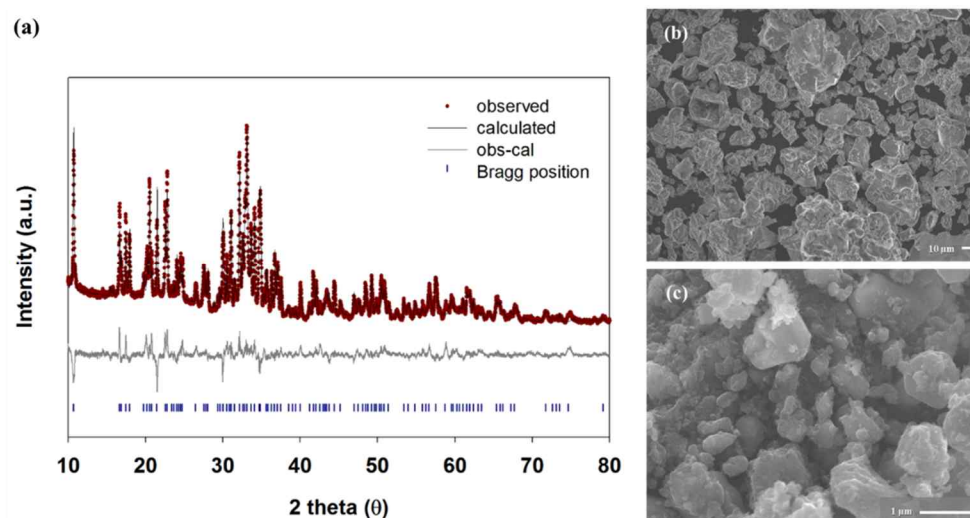 (a)
observed
calculated
obs-cal
Bragg position
Intensity (a.u.)
10 20 30 40 50 60 70 80
2 theta (θ)
(b)
10 µm
(c)
1 µm